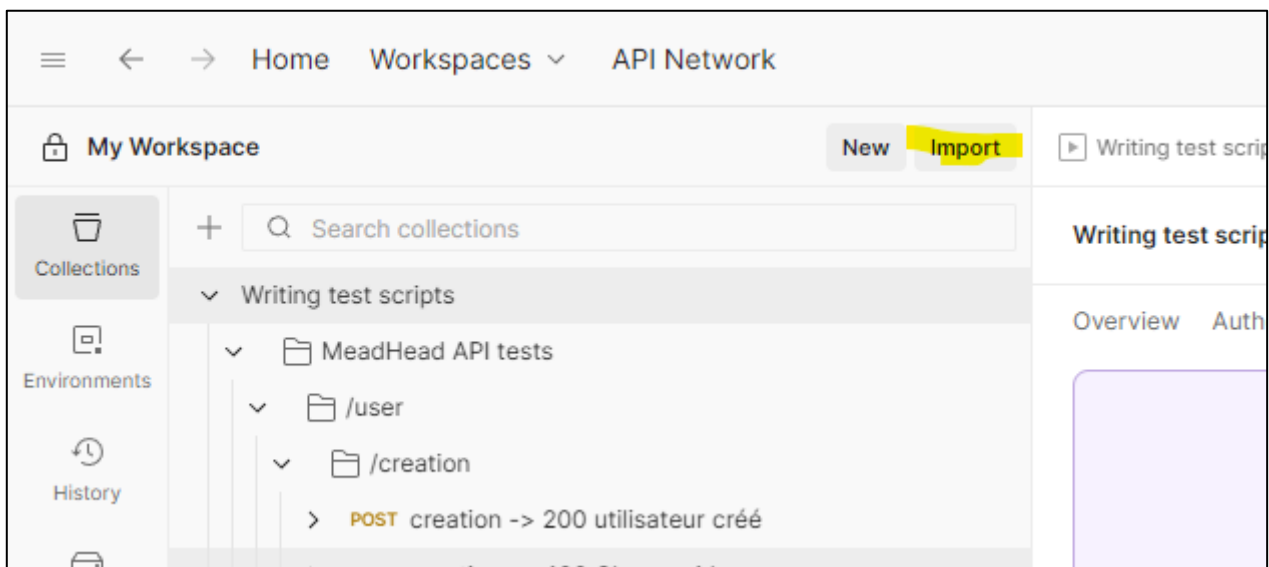 Home Workspaces API Network
My Workspace New Import Writing test scrip
Collections
Search collections
Writing test scrip
Writing test scripts
Overview Auth
MeadHead API tests
Environments
/user
/creation
History
POST creation -> 200 utilisateur créé